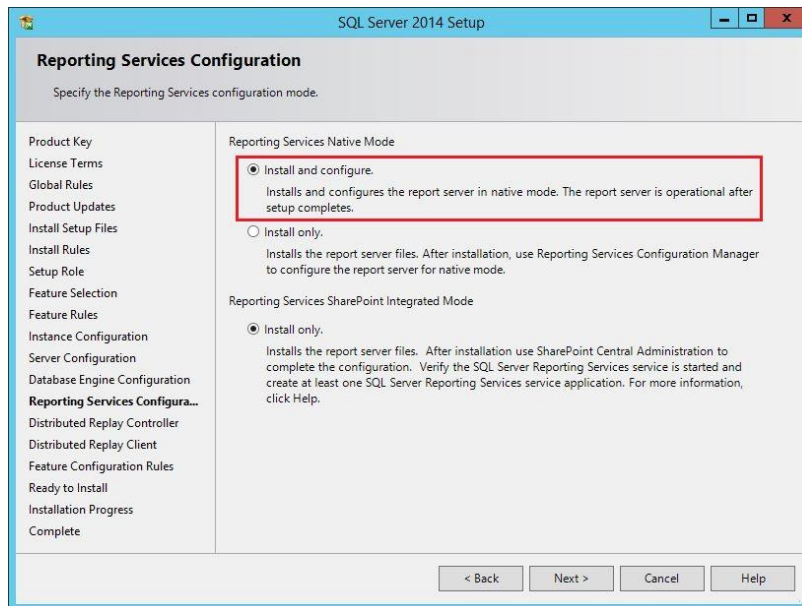 SQL Server 2014 Setup
Reporting Services Configuration
Specify the Reporting Services configuration mode.
Product Key
License Terms
Global Rules
Product Updates
Install Setup Files
Install Rules
Setup Role
Feature Selection
Feature Rules
Instance Configuration
Server Configuration
Database Engine Configuration
Reporting Services Configura...
Distributed Replay Controller
Distributed Replay Client
Feature Configuration Rules
Ready to Install
Installation Progress
Complete
Reporting Services Native Mode
Install and configure.
Installs and configures the report server in native mode. The report server is operational after
setup completes.
Install only.
Installs the report server files. After installation, use Reporting Services Configuration Manager
to configure the report server for native mode.
Reporting Services SharePoint Integrated Mode
Install only.
Installs the report server files. After installation use SharePoint Central Administration to
complete the configuration. Verify the SQL Server Reporting Services service is started and
create at least one SQL Server Reporting Services service application. For more information,
click Help.
< Back
Next >
Cancel
Help